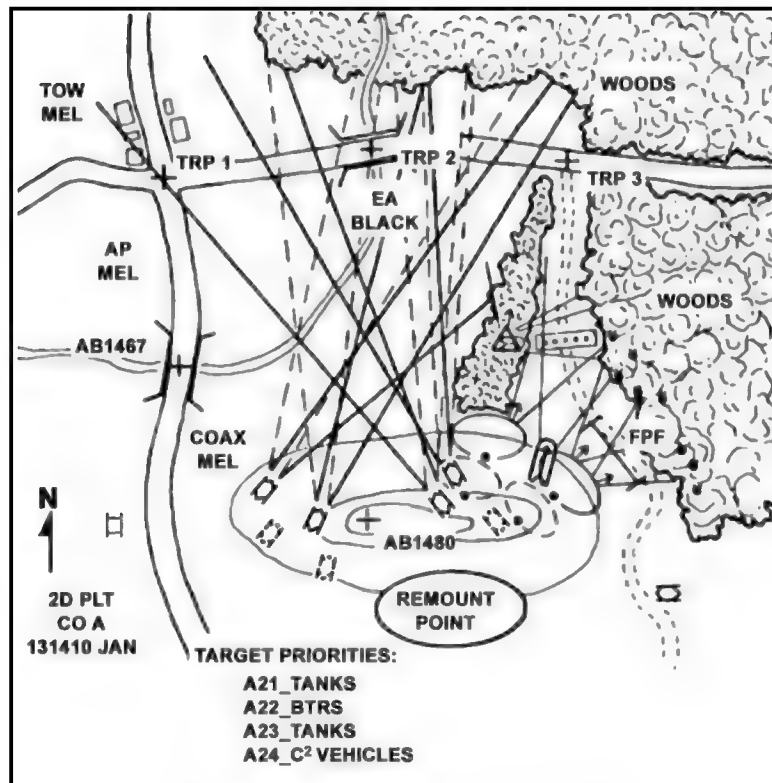 TOW
MEL
WOODS
TRP 1
TRP 2
TRP 3
EA
BLACK
AP
MEL
WOODS
AB1467
COAX
MEL
FPF
N
AB1480
2D PLT
CO A
131410 JAN
REMOUNT
POINT
TARGET PRIORITIES:
A21_TANKS
A22_BTRS
A23_TANKS
A24_C² VEHICLES